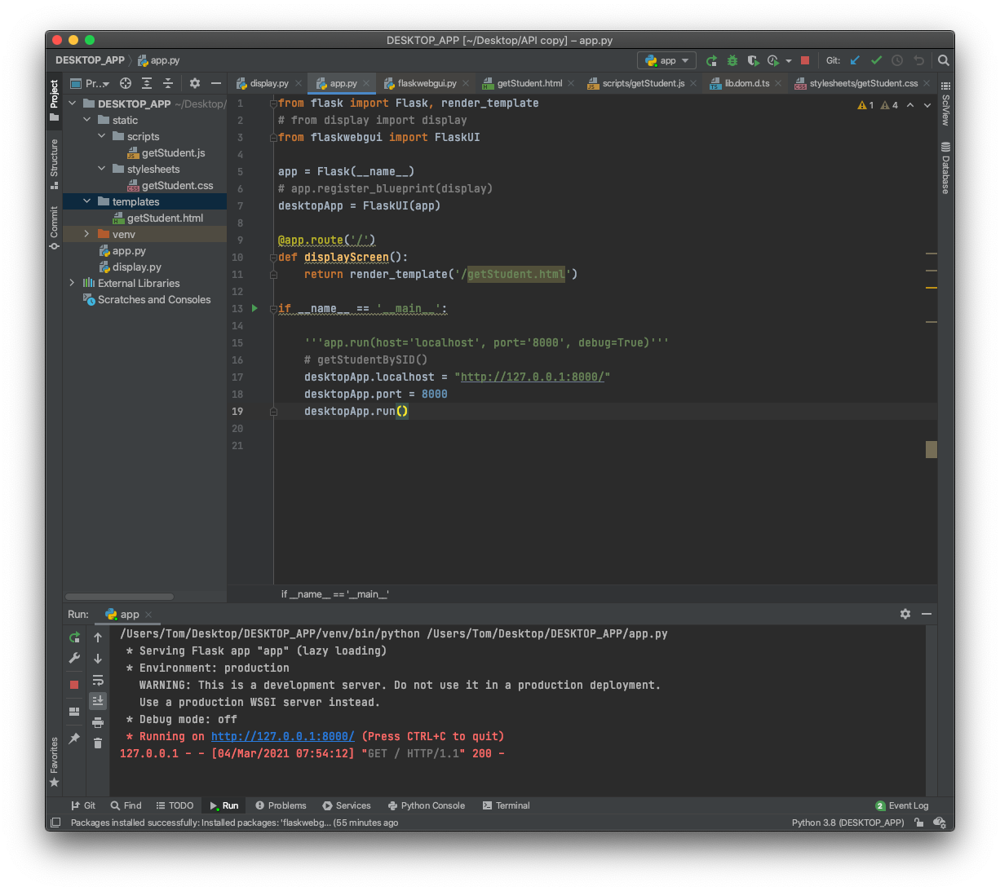 DESKTOP_APP [~/Desktop/API copy] – app.py
DESKTOP_APP app.py
app
Git:
Project
Structure
Commit
Favorites
Pr...
DESKTOP_APP ~/Desktop/
static
scripts
getStudent.js
stylesheets
getStudent.css
templates
getStudent.html
venv
app.py
display.py
External Libraries
Scratches and Consoles
display.py app.py flaskwebgui.py getStudent.html scripts/getStudent.js lib.dom.d.ts stylesheets/getStudent.css
1 4
SciView
Database
1 from flask import Flask, render_template
2 # from display import display
3 from flaskwebgui import FlaskUI
4
5 app = Flask(__name__)
6 # app.register_blueprint(display)
7 desktopApp = FlaskUI(app)
8
9 @app.route('/')
10 def displayScreen():
11 return render_template('/getStudent.html')
12
13 if __name__ == '__main__':
14
15 '''app.run(host='localhost', port='8000', debug=True)'''
16 # getStudentBySID()
17 desktopApp.localhost = "http://127.0.0.1:8000/"
18 desktopApp.port = 8000
19 desktopApp.run()
20
21
if __name__ == '__main__'
Run: app
/Users/Tom/Desktop/DESKTOP_APP/venv/bin/python /Users/Tom/Desktop/DESKTOP_APP/app.py
* Serving Flask app "app" (lazy loading)
* Environment: production
WARNING: This is a development server. Do not use it in a production deployment.
Use a production WSGI server instead.
* Debug mode: off
* Running on http://127.0.0.1:8000/ (Press CTRL+C to quit)
127.0.0.1 - - [04/Mar/2021 07:54:12] "GET / HTTP/1.1" 200 -
Git Find TODO Run Problems Services Python Console Terminal 2 Event Log
Packages installed successfully: Installed packages: 'flaskwebg... (55 minutes ago Python 3.8 (DESKTOP_APP)